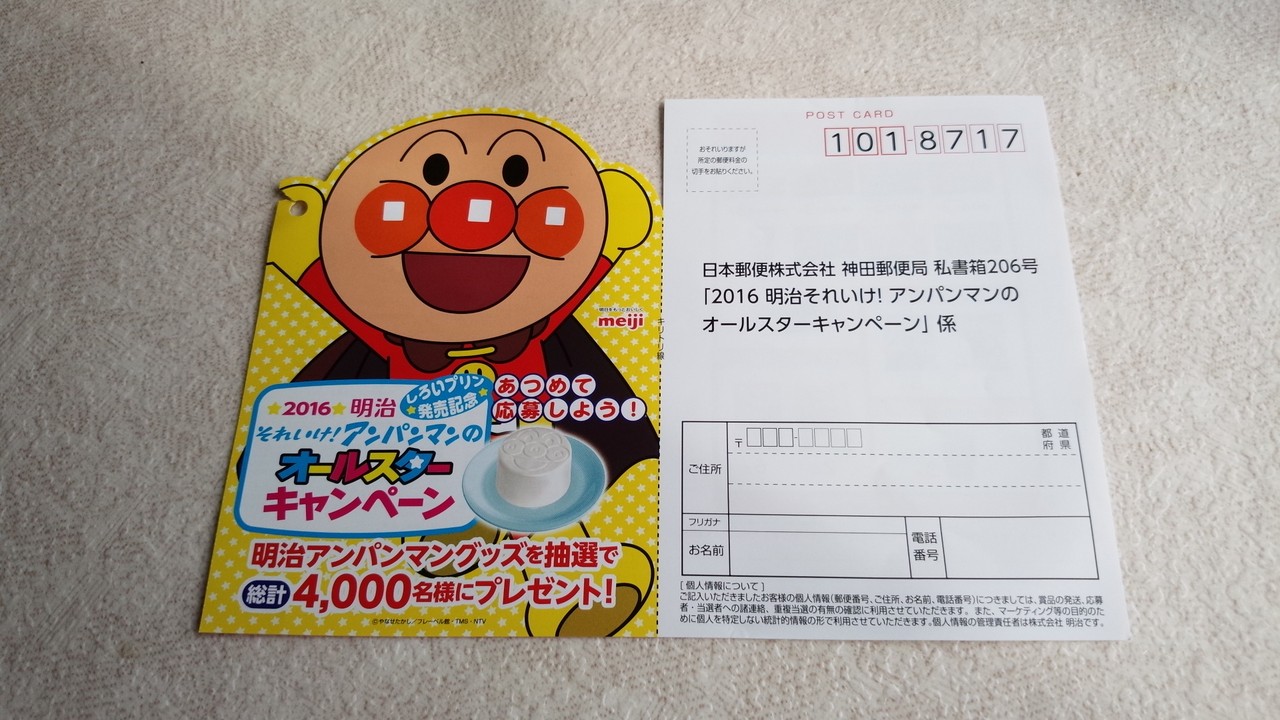 明日をもっとおいしく
meiji
キリトリ線
2016 明治
しろいプリン
発売記念
あつめて
応募しよう!
それいけ!アンパンマンの
オールスター
キャンペーン
明治アンパンマングッズを抽選で
総計 4,000名様にプレゼント!
©やなせたかし/フレーベル館・TMS・NTV
POST CARD
101-8717
おそれいりますが
所定の郵便料金の
切手をお貼りください。
日本郵便株式会社 神田郵便局 私書箱206号
「2016 明治それいけ! アンパンマンの
オールスターキャンペーン」係
ご住所
〒
都 道
府 県
フリガナ
お名前
電話
番号
[ 個人情報について ]
ご記入いただきましたお客様の個人情報(郵便番号、ご住所、お名前、電話番号)につきましては、賞品の発送、応募
者・当選者への諸連絡、重複当選の有無の確認に利用させていただきます。また、マーケティング等の目的のた
めに個人を特定しない統計的情報の形で利用させていただきます。個人情報の管理責任者は株式会社 明治です。